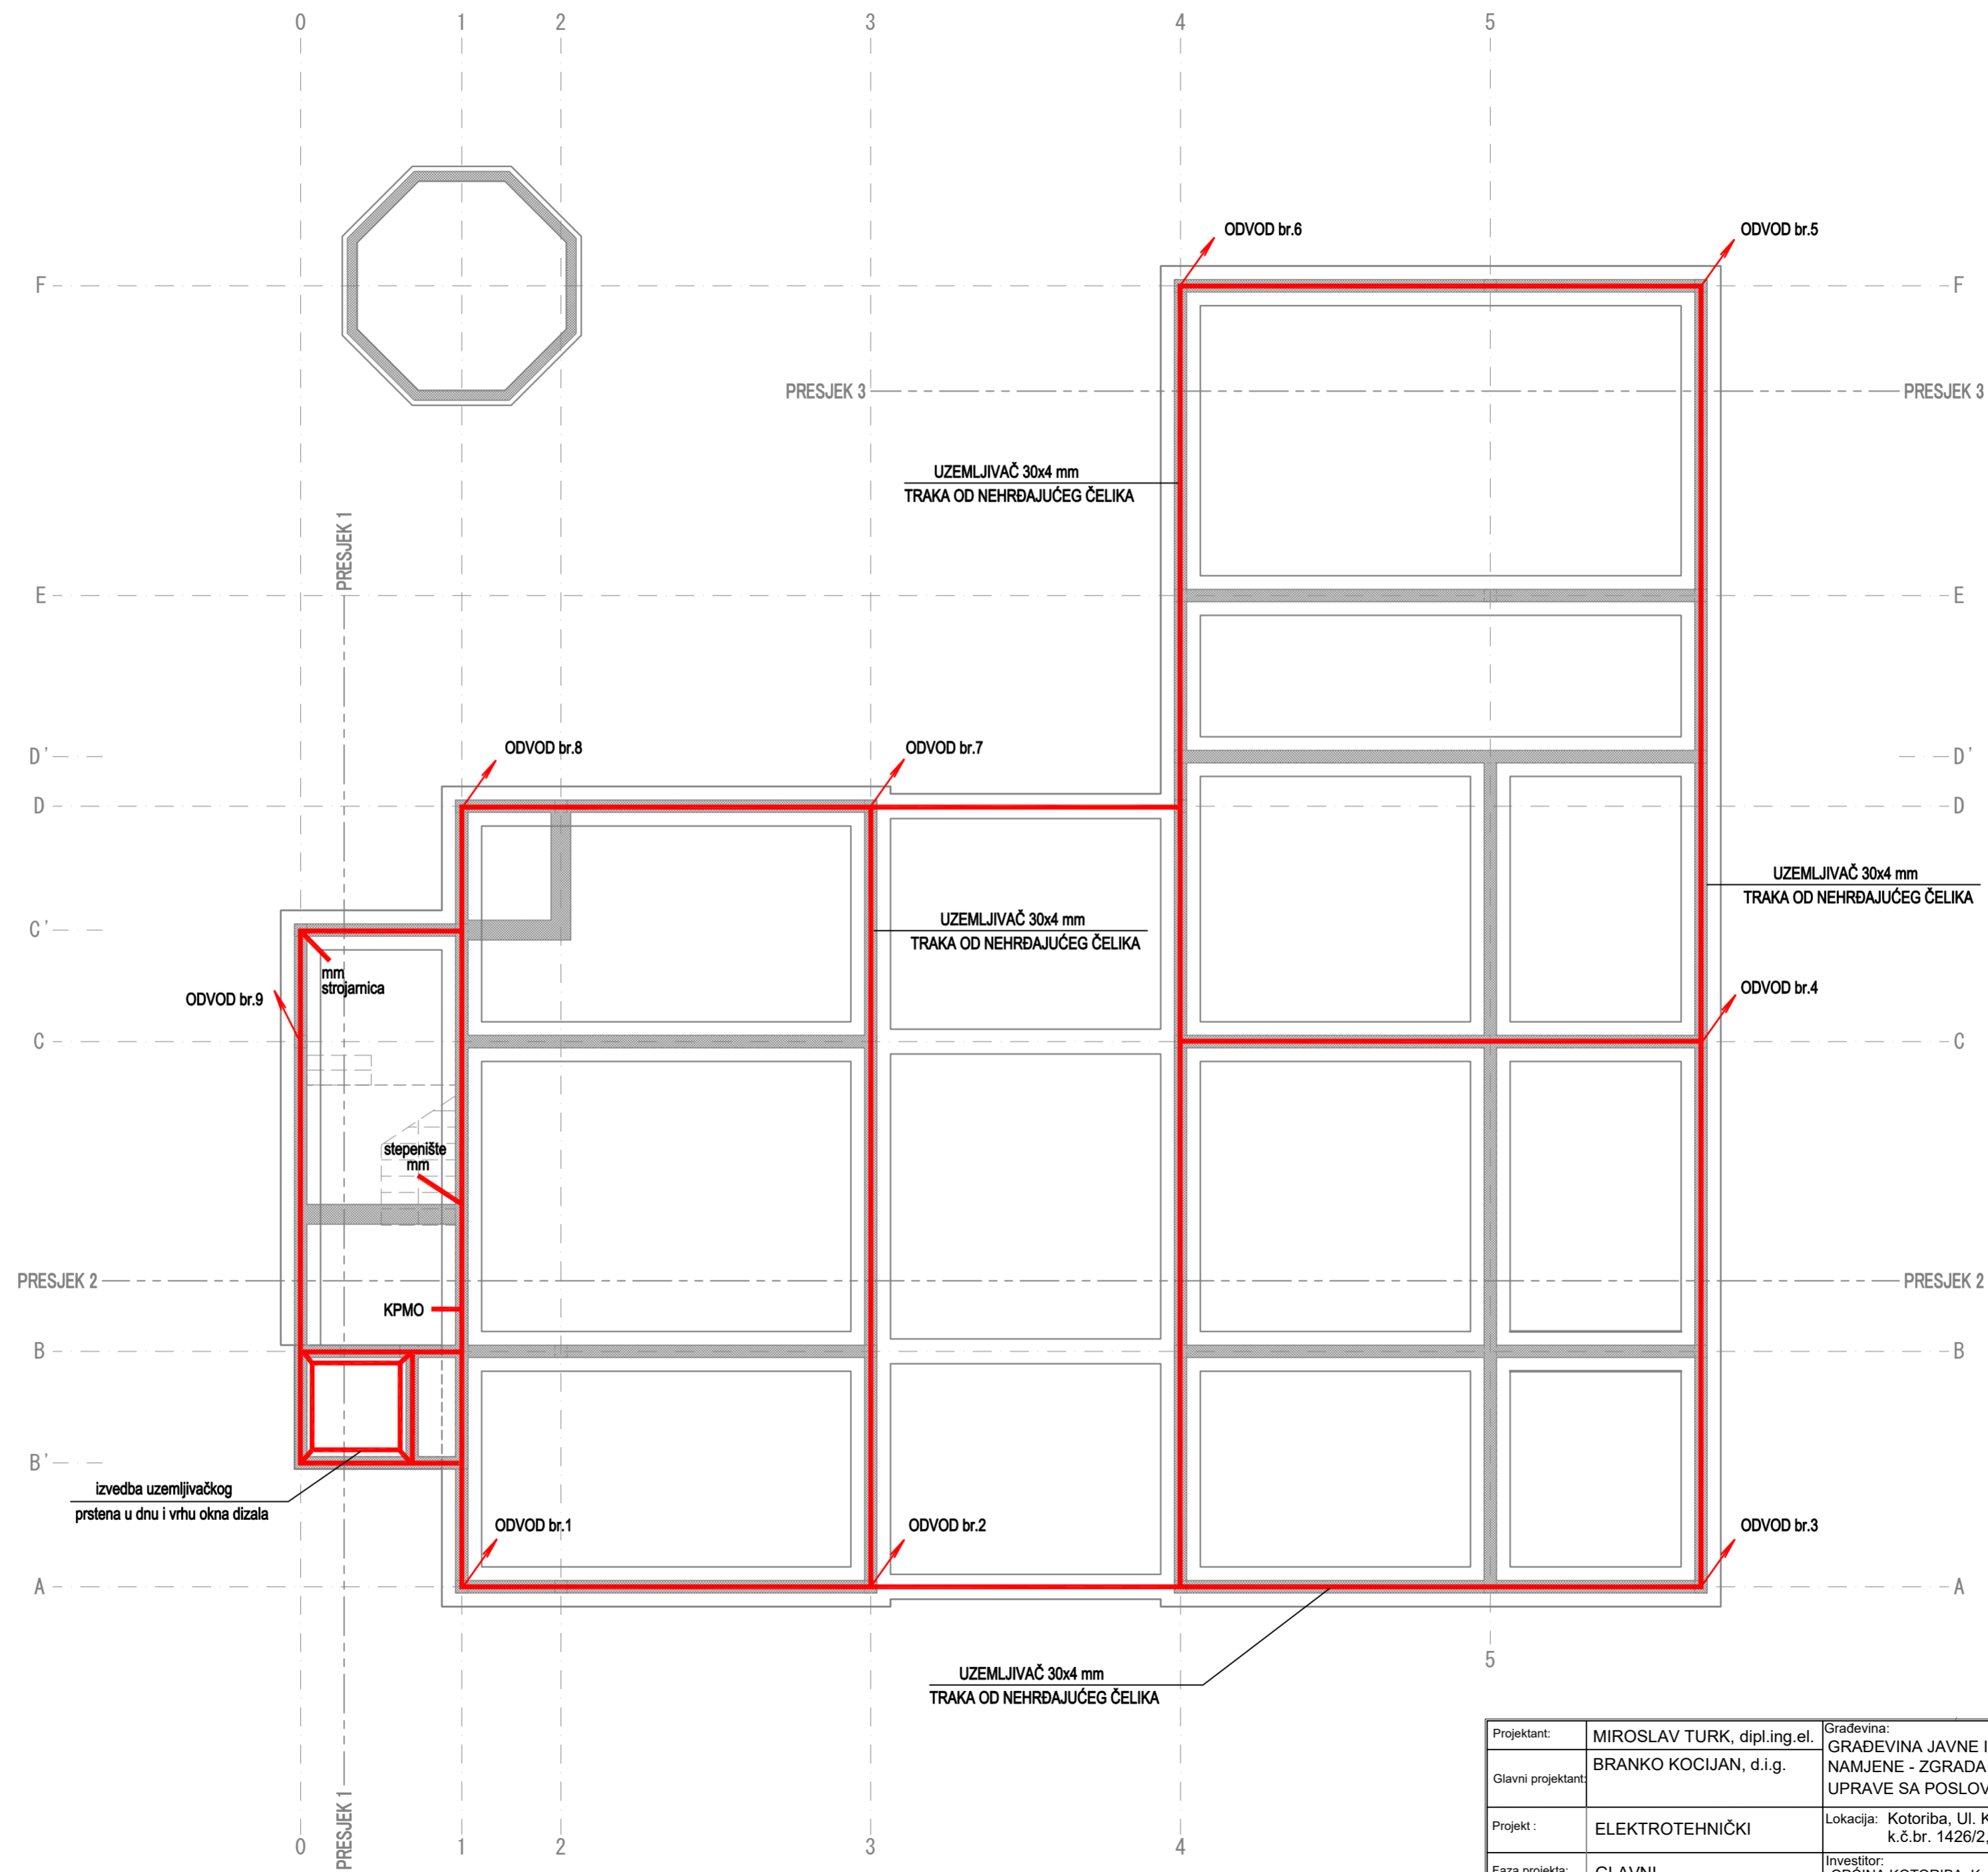 0 1 2 3 4 5
ODVOD br.6
ODVOD br.5
F F
PRESJEK 3 PRESJEK 3
UZEMLJIVAČ 30x4 mm
TRAKA OD NEHRĐAJUĆEG ČELIKA
PRESJEK 1
E E
ODVOD br.8
ODVOD br.7
D' D'
D D
UZEMLJIVAČ 30x4 mm
TRAKA OD NEHRĐAJUĆEG ČELIKA
UZEMLJIVAČ 30x4 mm
TRAKA OD NEHRĐAJUĆEG ČELIKA
C'
mm
strojarnica
ODVOD br.9
ODVOD br.4
C C
stepenište
mm
PRESJEK 2 PRESJEK 2
KPMO
B B
B'
izvedba uzemljivačkog
prstena u dnu i vrhu okna dizala
ODVOD br.1
ODVOD br.2
ODVOD br.3
A A
5
UZEMLJIVAČ 30x4 mm
TRAKA OD NEHRĐAJUĆEG ČELIKA
PRESJEK 1
0 1 2 3 4
Projektant: MIROSLAV TURK, dipl.ing.el.
Glavni projektant: BRANKO KOCIJAN, d.i.g.
Projekt : ELEKTROTEHNIČKI
Faza projekta: GLAVNI
Građevina:
GRAĐEVINA JAVNE I
NAMJENE - ZGRADA
UPRAVE SA POSLOV
Lokacija: Kotoriba, Ul. K
k.č.br. 1426/2,
Investitor:
OPĆINA KOTORIBA, K